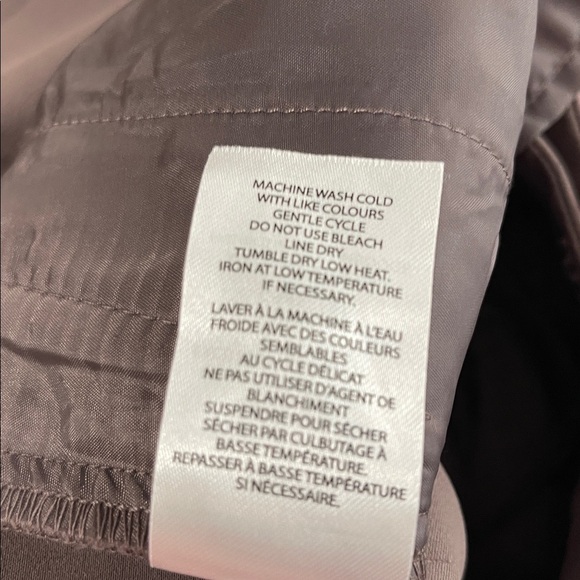 MACHINE WASH COLD
WITH LIKE COLOURS
GENTLE CYCLE
DO NOT USE BLEACH
LINE DRY
TUMBLE DRY LOW HEAT.
IRON AT LOW TEMPERATURE
IF NECESSARY.
LAVER À LA MACHINE À L'EAU
FROIDE AVEC DES COULEURS
SEMBLABLES
AU CYCLE DÉLICAT
NE PAS UTILISER D'AGENT DE
BLANCHIMENT
SUSPENDRE POUR SÉCHER
SÉCHER PAR CULBUTAGE À
BASSE TEMPÉRATURE.
REPASSER À BASSE TEMPÉRATURE
SI NÉCESSAIRE.